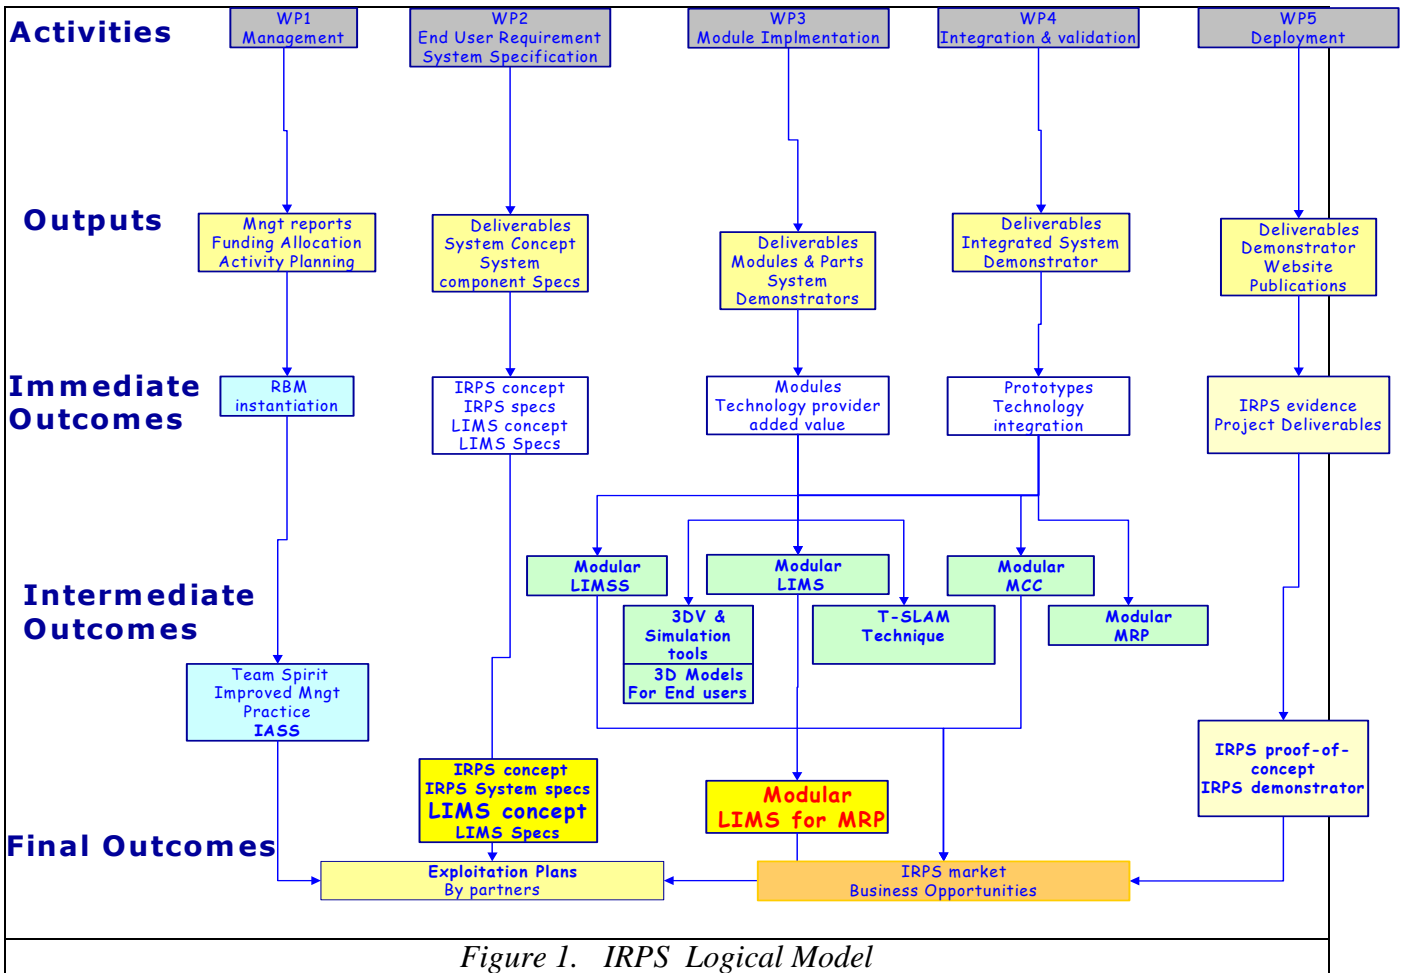 Activities
WP1
Management
WP2
End User Requirement
System Specification
WP3
Module Implmentation
WP4
Integration & validation
WP5
Deployment
Outputs
Mngt reports
Funding Allocation
Activity Planning
Deliverables
System Concept
System
component Specs
Deliverables
Modules & Parts
System
Demonstrators
Deliverables
Integrated System
Demonstrator
Deliverables
Demonstrator
Website
Publications
Immediate
Outcomes
RBM
instantiation
IRPS concept
IRPS specs
LIMS concept
LIMS Specs
Modules
Technology provider
added value
Prototypes
Technology
integration
IRPS evidence
Project Deliverables
Intermediate
Outcomes
Modular
LIMSS
Modular
LIMS
Modular
MCC
3DV &
Simulation
tools
3D Models
For End users
T-SLAM
Technique
Modular
MRP
Team Spirit
Improved Mngt
Practice
IASS
IRPS proof-of-
concept
IRPS demonstrator
Final Outcomes
IRPS concept
IRPS System specs
LIMS concept
LIMS Specs
Modular
LIMS for MRP
Exploitation Plans
By partners
IRPS market
Business Opportunities
Figure 1. IRPS Logical Model